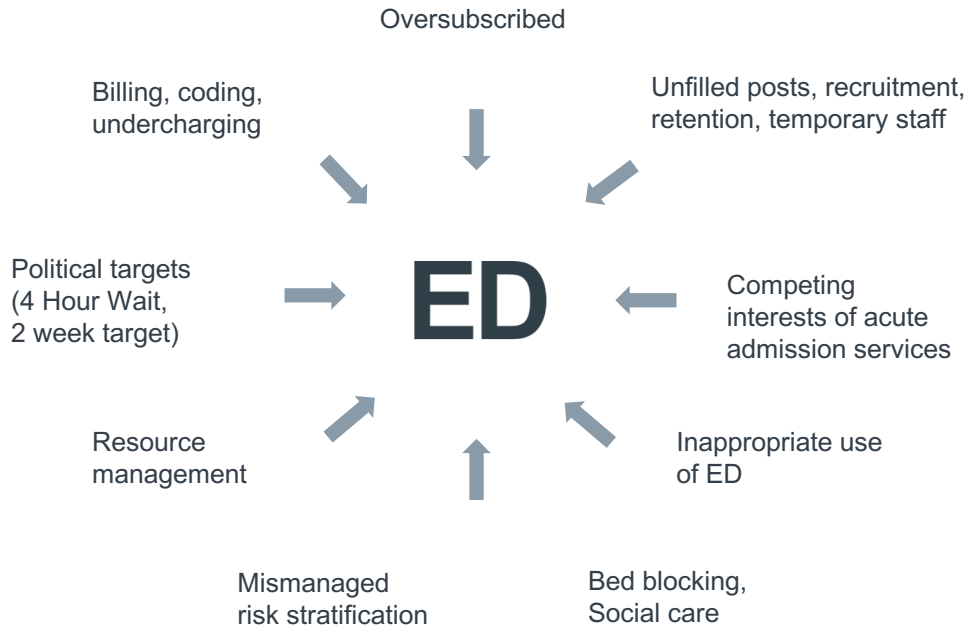 Oversubscribed
Billing, coding,
undercharging
Unfilled posts, recruitment,
retention, temporary staff
Political targets
(4 Hour Wait,
2 week target)
ED
Competing
interests of acute
admission services
Resource
management
Inappropriate use
of ED
Mismanaged
risk stratification
Bed blocking,
Social care